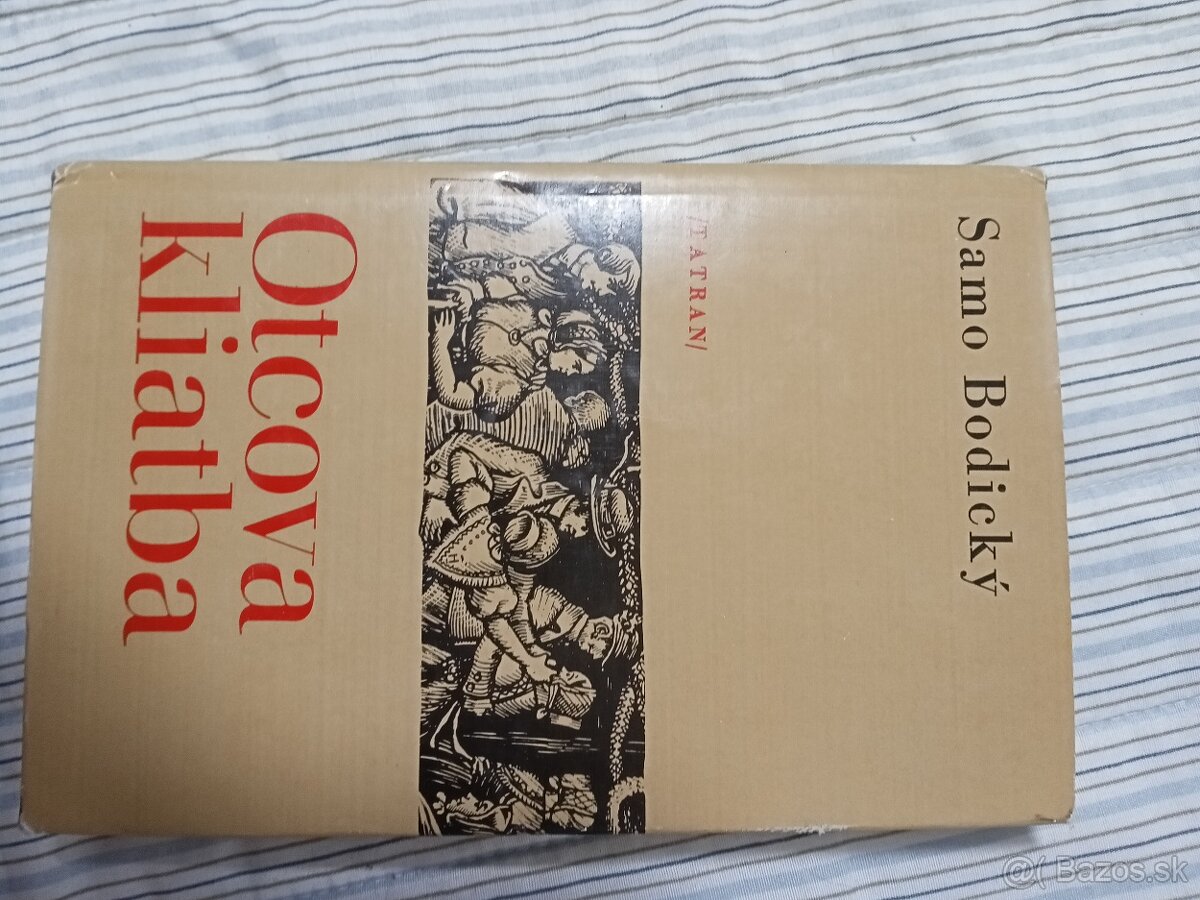 Samo Bodický
/TATRAN/
Otcova
kliatba
@( Bazos.sk